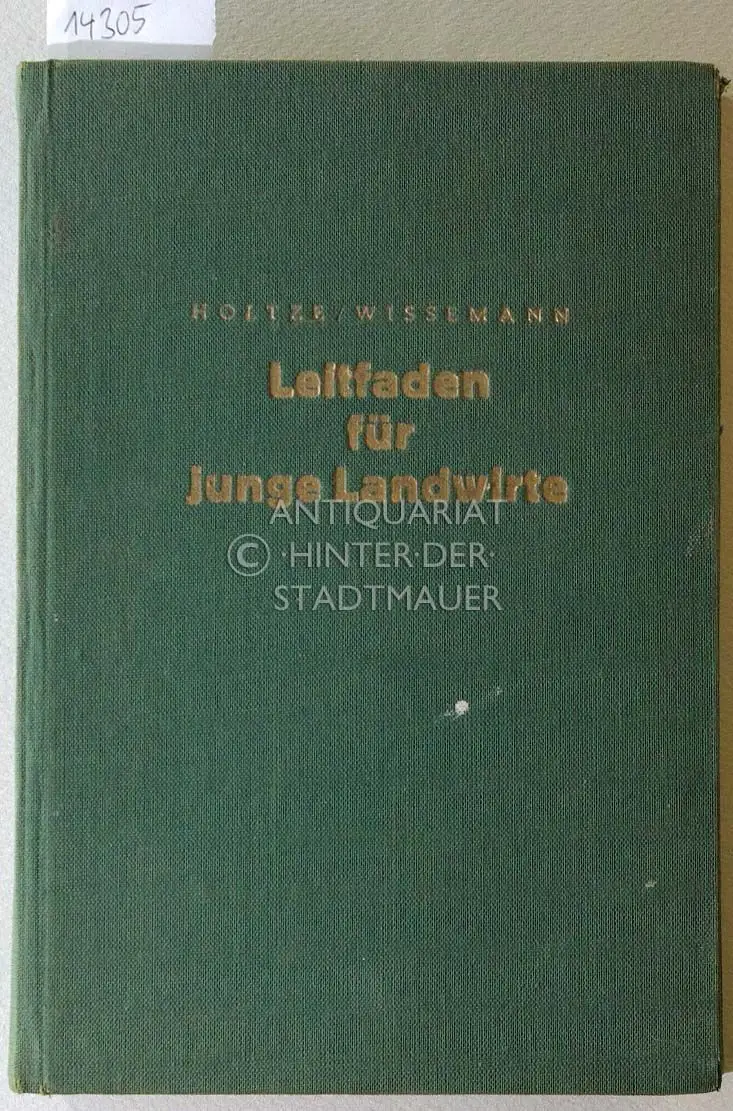 14305
HOLTZE/WISSEMANN
Leitfaden
für
junge Landwirte
ANTIQUARIAT
© ·HINTER·DER·
STADTMAUER